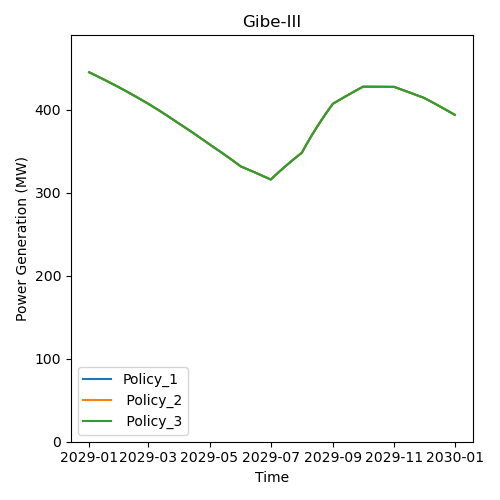 Gibe-III
Power Generation (MW)
400
300
200
100
0
Policy_1
Policy_2
Policy_3
2029-01 2029-03 2029-05 2029-07 2029-09 2029-11 2030-01
Time